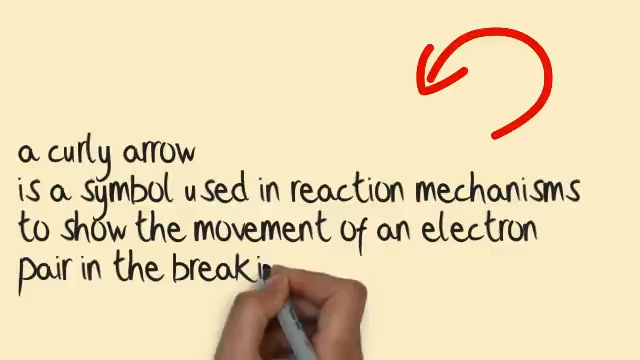 a curly arrow
is a symbol used in reaction mechanisms
to show the movement of an electron
pair in the breaki